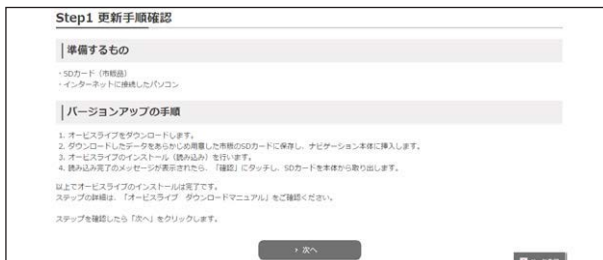 Step1 更新手順確認
準備するもの
・SDカード（市販品）
・インターネットに接続したパソコン
バージョンアップの手順
1. オービスライブをダウンロードします。
2. ダウンロードしたデータをあらかじめ用意した市販のSDカードに保存し、ナビゲーション本体に挿入します。
3. オービスライブのインストール（読み込み）を行います。
4. 読み込み完了のメッセージが表示されたら、「確認」にタッチし、SDカードを本体から取り出します。
以上でオービスライブのインストールは完了です。
ステップの詳細は、「オービスライブ　ダウンロードマニュアル」をご確認ください。
ステップを確認したら「次へ」をクリックします。
› 次へ